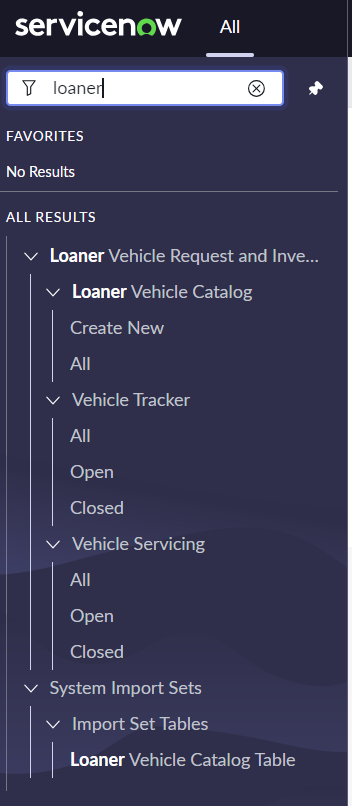 servicenow
All
loaner
FAVORITES
No Results
ALL RESULTS
Loaner Vehicle Request and Inve...
Loaner Vehicle Catalog
Create New
All
Vehicle Tracker
All
Open
Closed
Vehicle Servicing
All
Open
Closed
System Import Sets
Import Set Tables
Loaner Vehicle Catalog Table